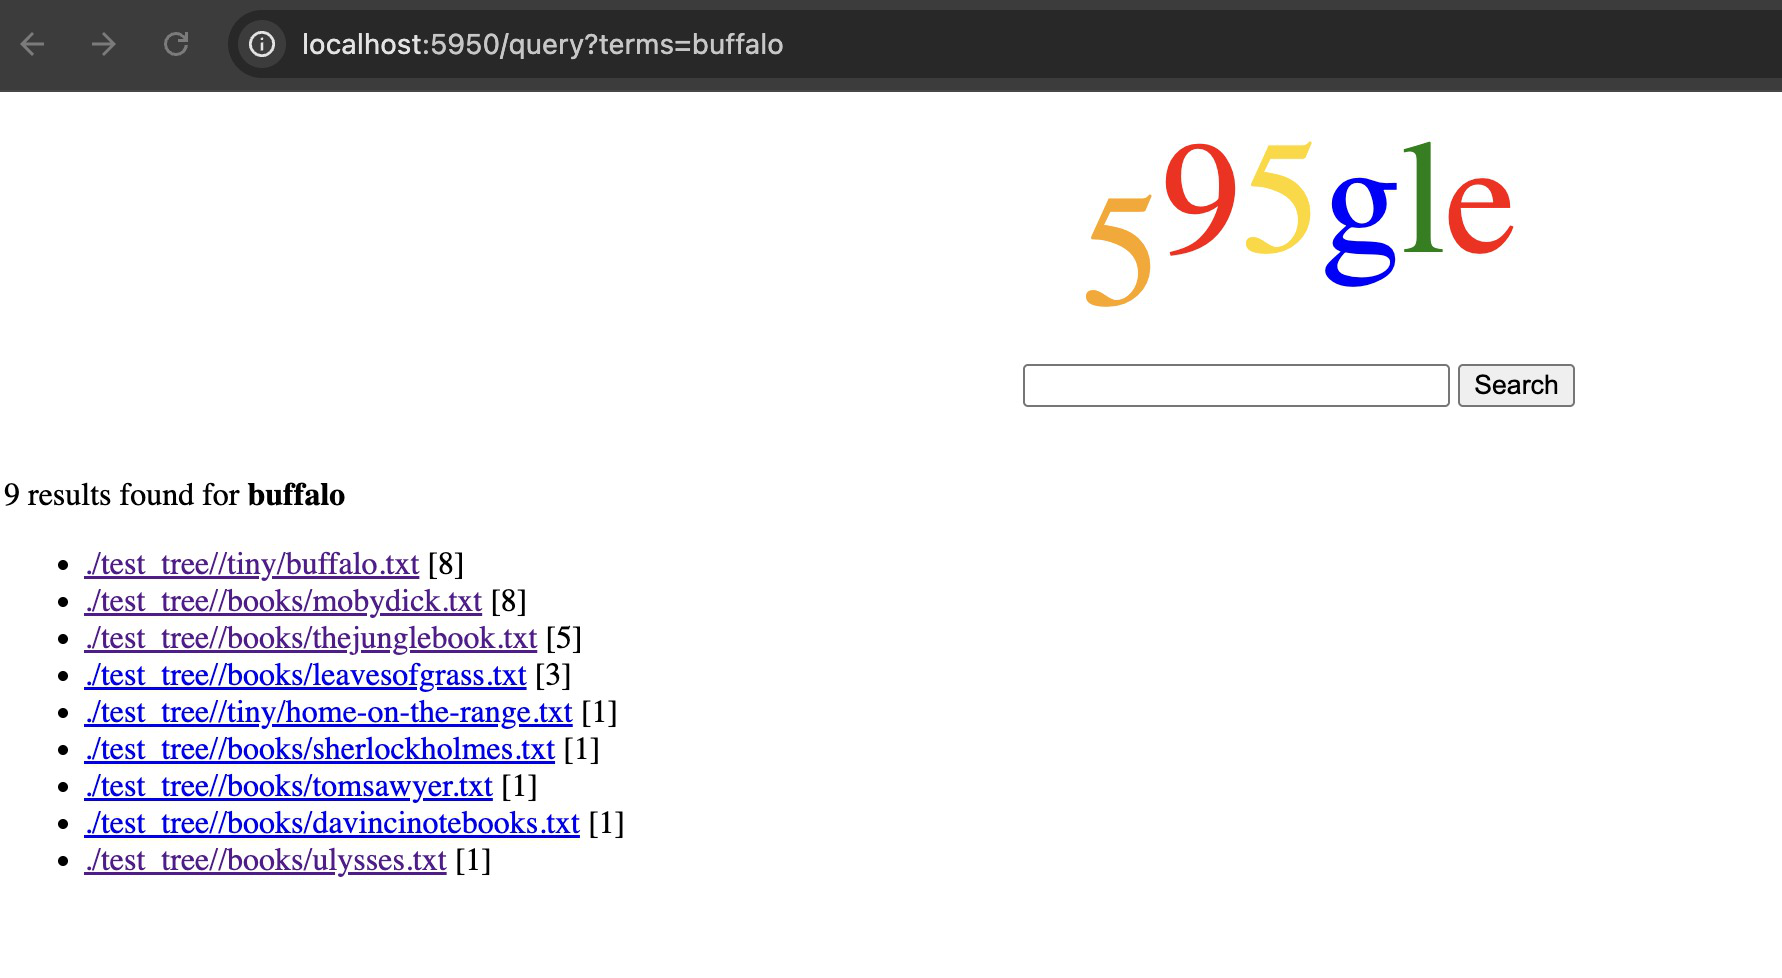 localhost:5950/query?terms=buffalo
595gle
Search
9 results found for buffalo
./test_tree//tiny/buffalo.txt [8]
./test_tree//books/mobydick.txt [8]
./test_tree//books/thejunglebook.txt [5]
./test_tree//books/leavesofgrass.txt [3]
./test_tree//tiny/home-on-the-range.txt [1]
./test_tree//books/sherlockholmes.txt [1]
./test_tree//books/tomsawyer.txt [1]
./test_tree//books/davincinotebooks.txt [1]
./test_tree//books/ulysses.txt [1]